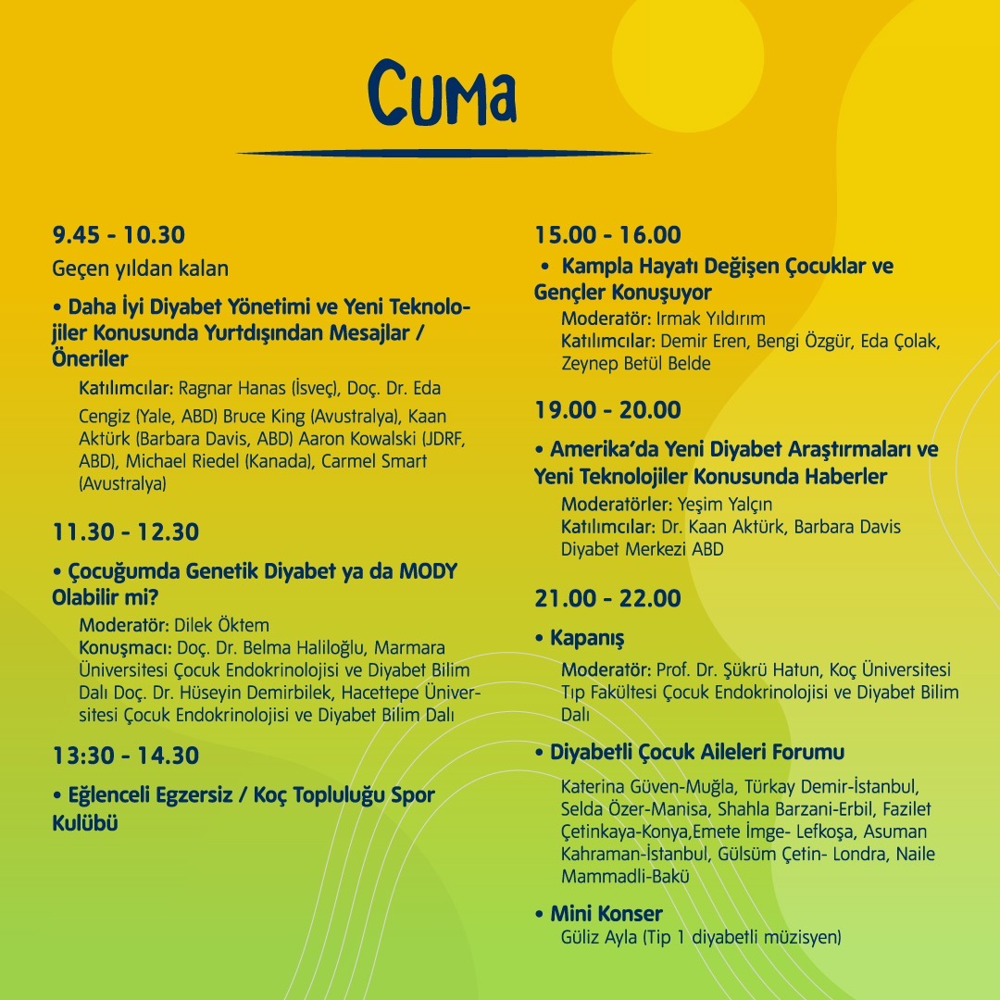 Cuma
9.45 - 10.30
Geçen yıldan kalan
• Daha İyi Diyabet Yönetimi ve Yeni Teknolo-
jiler Konusunda Yurtdışından Mesajlar /
Öneriler
Katılımcılar: Ragnar Hanas (İsveç), Doç. Dr. Eda
Cengiz (Yale, ABD) Bruce King (Avustralya), Kaan
Aktürk (Barbara Davis, ABD) Aaron Kowalski (JDRF,
ABD), Michael Riedel (Kanada), Carmel Smart
(Avustralya)
11.30 - 12.30
• Çocuğumda Genetik Diyabet ya da MODY
Olabilir mi?
Moderatör: Dilek Öktem
Konuşmacı: Doç. Dr. Belma Haliloğlu, Marmara
Üniversitesi Çocuk Endokrinolojisi ve Diyabet Bilim
Dalı Doç. Dr. Hüseyin Demirbilek, Hacettepe Üniver-
sitesi Çocuk Endokrinolojisi ve Diyabet Bilim Dalı
13:30 - 14.30
• Eğlenceli Egzersiz / Koç Topluluğu Spor
Kulübü
15.00 - 16.00
• Kampla Hayatı Değişen Çocuklar ve
Gençler Konuşuyor
Moderatör: Irmak Yıldırım
Katılımcılar: Demir Eren, Bengi Özgür, Eda Çolak,
Zeynep Betül Belde
19.00 - 20.00
• Amerika’da Yeni Diyabet Araştırmaları ve
Yeni Teknolojiler Konusunda Haberler
Moderatörler: Yeşim Yalçın
Katılımcılar: Dr. Kaan Aktürk, Barbara Davis
Diyabet Merkezi ABD
21.00 - 22.00
• Kapanış
Moderatör: Prof. Dr. Şükrü Hatun, Koç Üniversitesi
Tıp Fakültesi Çocuk Endokrinolojisi ve Diyabet Bilim
Dalı
• Diyabetli Çocuk Aileleri Forumu
Katerina Güven-Muğla, Türkay Demir-İstanbul,
Selda Özer-Manisa, Shahla Barzani-Erbil, Fazilet
Çetinkaya-Konya,Emete İmge- Lefkoşa, Asuman
Kahraman-İstanbul, Gülsüm Çetin- Londra, Naile
Mammadli-Bakü
• Mini Konser
Güliz Ayla (Tip 1 diyabetli müzisyen)